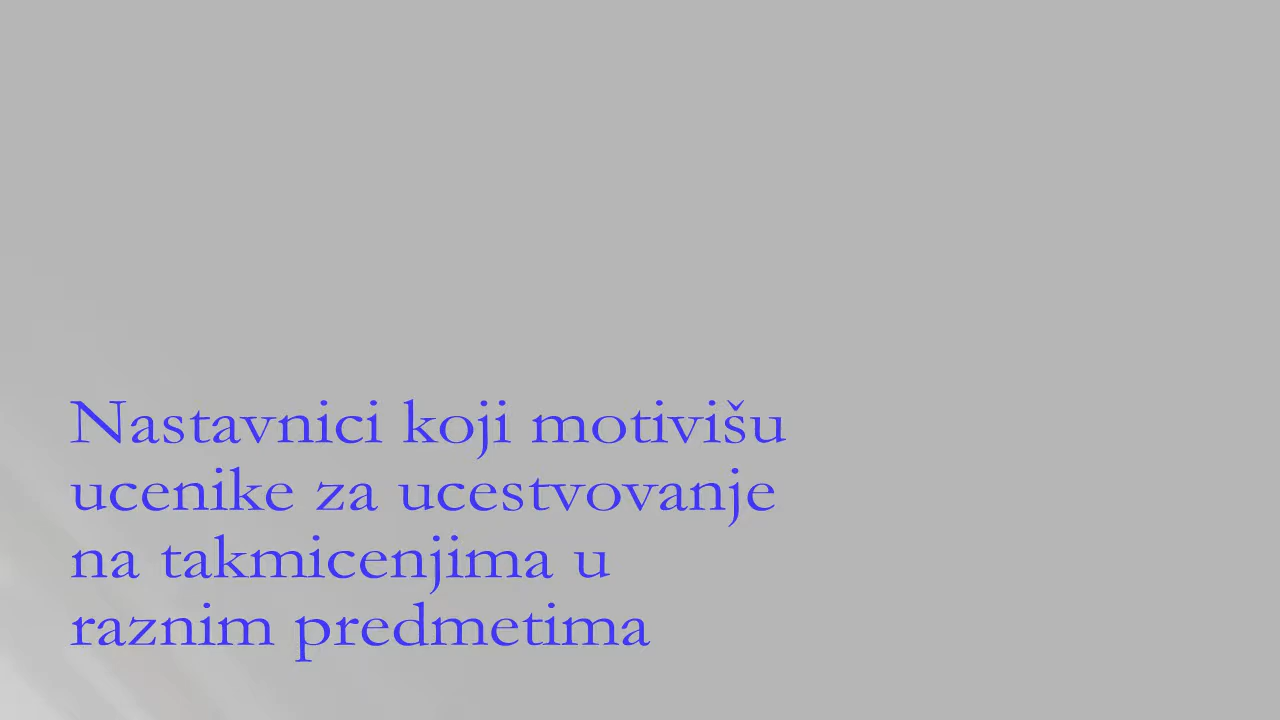 Nastavnici koji motivišu
ucenike za ucestvovanje
na takmicenjima u
raznim predmetima